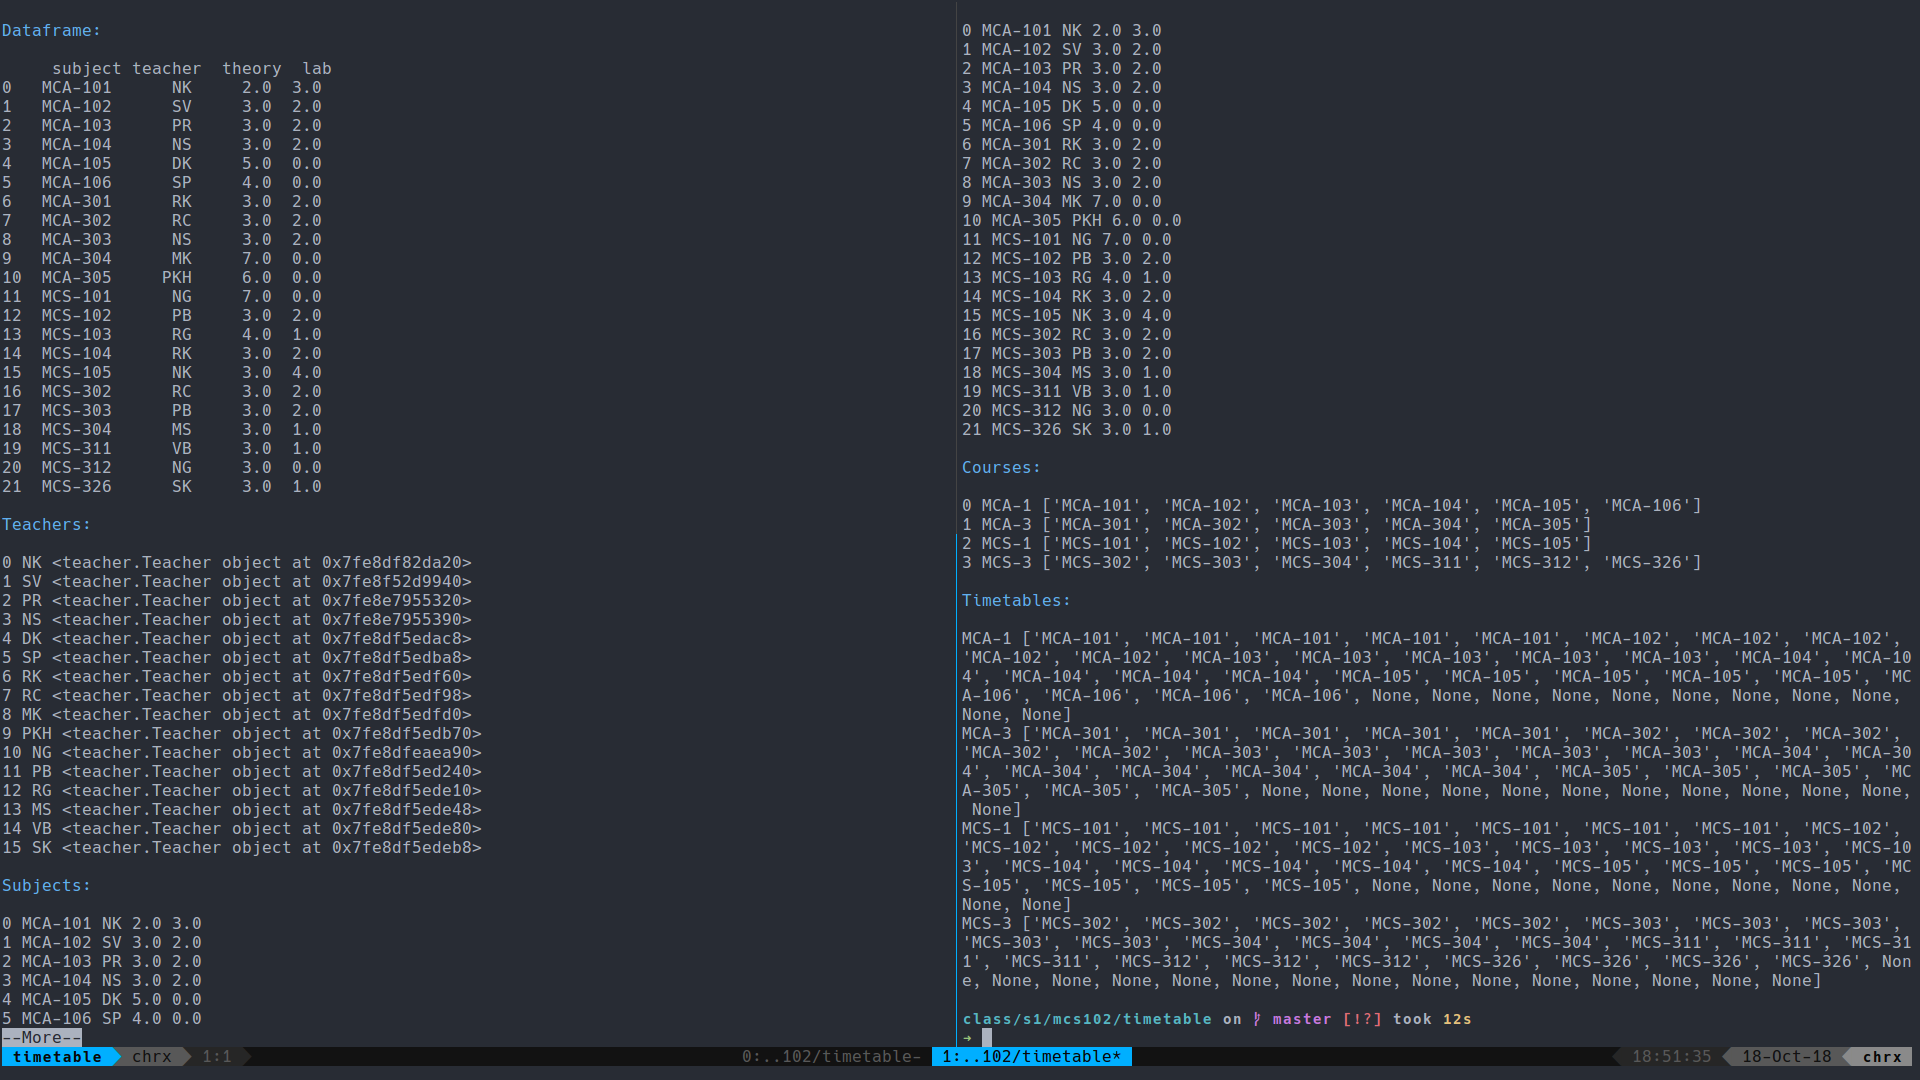 Dataframe:
     subject teacher  theory  lab
0   MCA-101      NK     2.0  3.0
1   MCA-102      SV     3.0  2.0
2   MCA-103      PR     3.0  2.0
3   MCA-104      NS     3.0  2.0
4   MCA-105      DK     5.0  0.0
5   MCA-106      SP     4.0  0.0
6   MCA-301      RK     3.0  2.0
7   MCA-302      RC     3.0  2.0
8   MCA-303      NS     3.0  2.0
9   MCA-304      MK     7.0  0.0
10  MCA-305     PKH     6.0  0.0
11  MCS-101      NG     7.0  0.0
12  MCS-102      PB     3.0  2.0
13  MCS-103      RG     4.0  1.0
14  MCS-104      RK     3.0  2.0
15  MCS-105      NK     3.0  4.0
16  MCS-302      RC     3.0  2.0
17  MCS-303      PB     3.0  2.0
18  MCS-304      MS     3.0  1.0
19  MCS-311      VB     3.0  1.0
20  MCS-312      NG     3.0  0.0
21  MCS-326      SK     3.0  1.0
Teachers:
0 NK <teacher.Teacher object at 0x7fe8df82da20>
1 SV <teacher.Teacher object at 0x7fe8f52d9940>
2 PR <teacher.Teacher object at 0x7fe8e7955320>
3 NS <teacher.Teacher object at 0x7fe8e7955390>
4 DK <teacher.Teacher object at 0x7fe8df5edac8>
5 SP <teacher.Teacher object at 0x7fe8df5edba8>
6 RK <teacher.Teacher object at 0x7fe8df5edf60>
7 RC <teacher.Teacher object at 0x7fe8df5edf98>
8 MK <teacher.Teacher object at 0x7fe8df5edfd0>
9 PKH <teacher.Teacher object at 0x7fe8df5edb70>
10 NG <teacher.Teacher object at 0x7fe8dfeaea90>
11 PB <teacher.Teacher object at 0x7fe8df5ed240>
12 RG <teacher.Teacher object at 0x7fe8df5ede10>
13 MS <teacher.Teacher object at 0x7fe8df5ede48>
14 VB <teacher.Teacher object at 0x7fe8df5ede80>
15 SK <teacher.Teacher object at 0x7fe8df5edeb8>
Subjects:
0 MCA-101 NK 2.0 3.0
1 MCA-102 SV 3.0 2.0
2 MCA-103 PR 3.0 2.0
3 MCA-104 NS 3.0 2.0
4 MCA-105 DK 5.0 0.0
5 MCA-106 SP 4.0 0.0
--More--
0 MCA-101 NK 2.0 3.0
1 MCA-102 SV 3.0 2.0
2 MCA-103 PR 3.0 2.0
3 MCA-104 NS 3.0 2.0
4 MCA-105 DK 5.0 0.0
5 MCA-106 SP 4.0 0.0
6 MCA-301 RK 3.0 2.0
7 MCA-302 RC 3.0 2.0
8 MCA-303 NS 3.0 2.0
9 MCA-304 MK 7.0 0.0
10 MCA-305 PKH 6.0 0.0
11 MCS-101 NG 7.0 0.0
12 MCS-102 PB 3.0 2.0
13 MCS-103 RG 4.0 1.0
14 MCS-104 RK 3.0 2.0
15 MCS-105 NK 3.0 4.0
16 MCS-302 RC 3.0 2.0
17 MCS-303 PB 3.0 2.0
18 MCS-304 MS 3.0 1.0
19 MCS-311 VB 3.0 1.0
20 MCS-312 NG 3.0 0.0
21 MCS-326 SK 3.0 1.0
Courses:
0 MCA-1 ['MCA-101', 'MCA-102', 'MCA-103', 'MCA-104', 'MCA-105', 'MCA-106']
1 MCA-3 ['MCA-301', 'MCA-302', 'MCA-303', 'MCA-304', 'MCA-305']
2 MCS-1 ['MCS-101', 'MCS-102', 'MCS-103', 'MCS-104', 'MCS-105']
3 MCS-3 ['MCS-302', 'MCS-303', 'MCS-304', 'MCS-311', 'MCS-312', 'MCS-326']
Timetables:
MCA-1 ['MCA-101', 'MCA-101', 'MCA-101', 'MCA-101', 'MCA-101', 'MCA-102', 'MCA-102', 'MCA-102',
'MCA-102', 'MCA-102', 'MCA-103', 'MCA-103', 'MCA-103', 'MCA-103', 'MCA-103', 'MCA-104', 'MCA-10
4', 'MCA-104', 'MCA-104', 'MCA-104', 'MCA-105', 'MCA-105', 'MCA-105', 'MCA-105', 'MCA-105', 'MC
A-106', 'MCA-106', 'MCA-106', 'MCA-106', None, None, None, None, None, None, None, None, None,
None, None]
MCA-3 ['MCA-301', 'MCA-301', 'MCA-301', 'MCA-301', 'MCA-301', 'MCA-302', 'MCA-302', 'MCA-302',
'MCA-302', 'MCA-302', 'MCA-303', 'MCA-303', 'MCA-303', 'MCA-303', 'MCA-303', 'MCA-304', 'MCA-30
4', 'MCA-304', 'MCA-304', 'MCA-304', 'MCA-304', 'MCA-304', 'MCA-305', 'MCA-305', 'MCA-305', 'MC
A-305', 'MCA-305', 'MCA-305', None, None, None, None, None, None, None, None, None, None, None,
 None]
MCS-1 ['MCS-101', 'MCS-101', 'MCS-101', 'MCS-101', 'MCS-101', 'MCS-101', 'MCS-101', 'MCS-102',
'MCS-102', 'MCS-102', 'MCS-102', 'MCS-102', 'MCS-103', 'MCS-103', 'MCS-103', 'MCS-103', 'MCS-10
3', 'MCS-104', 'MCS-104', 'MCS-104', 'MCS-104', 'MCS-104', 'MCS-105', 'MCS-105', 'MCS-105', 'MC
S-105', 'MCS-105', 'MCS-105', 'MCS-105', None, None, None, None, None, None, None, None, None,
None, None]
MCS-3 ['MCS-302', 'MCS-302', 'MCS-302', 'MCS-302', 'MCS-302', 'MCS-303', 'MCS-303', 'MCS-303',
'MCS-303', 'MCS-303', 'MCS-304', 'MCS-304', 'MCS-304', 'MCS-304', 'MCS-311', 'MCS-311', 'MCS-31
1', 'MCS-311', 'MCS-312', 'MCS-312', 'MCS-312', 'MCS-326', 'MCS-326', 'MCS-326', 'MCS-326', Non
e, None, None, None, None, None, None, None, None, None, None, None, None, None, None]
class/s1/mcs102/timetable on master [!?] took 12s
➜
timetable chrx 1:1 0:..102/timetable- 1:..102/timetable* 18:51:35 18-Oct-18 chrx